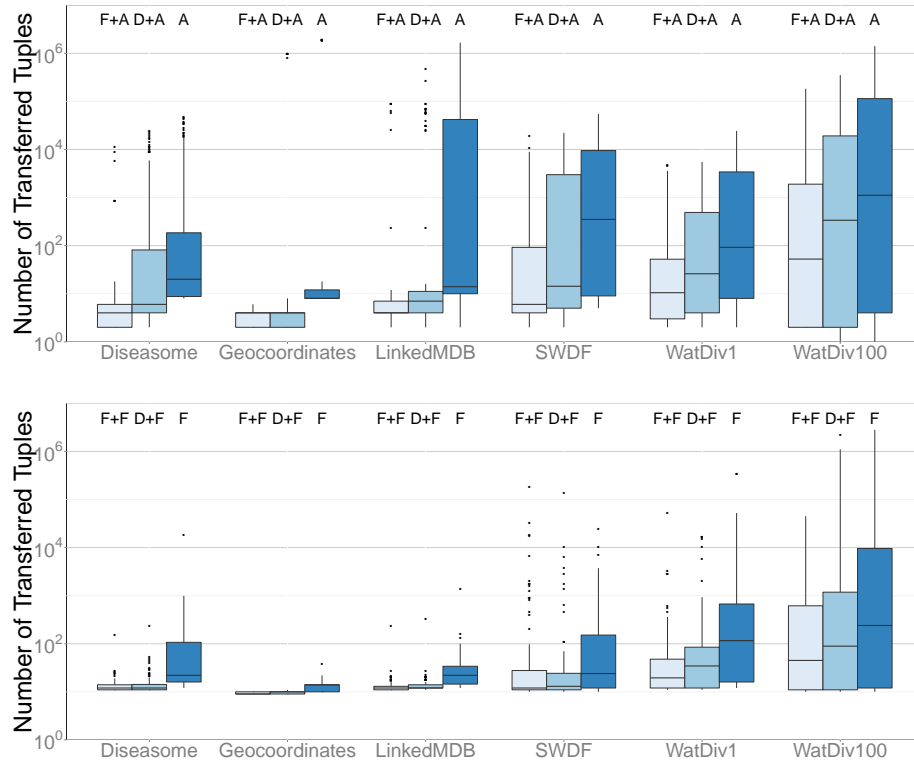 F+A D+A A F+A D+A A F+A D+A A F+A D+A A F+A D+A A F+A D+A A
Number of Transferred Tuples
10^6
10^4
10^2
10^0
Diseasome Geocoordinates LinkedMDB SWDF WatDiv1 WatDiv100
F+F D+F F F+F D+F F F+F D+F F F+F D+F F F+F D+F F F+F D+F F
Number of Transferred Tuples
10^6
10^4
10^2
10^0
Diseasome Geocoordinates LinkedMDB SWDF WatDiv1 WatDiv100